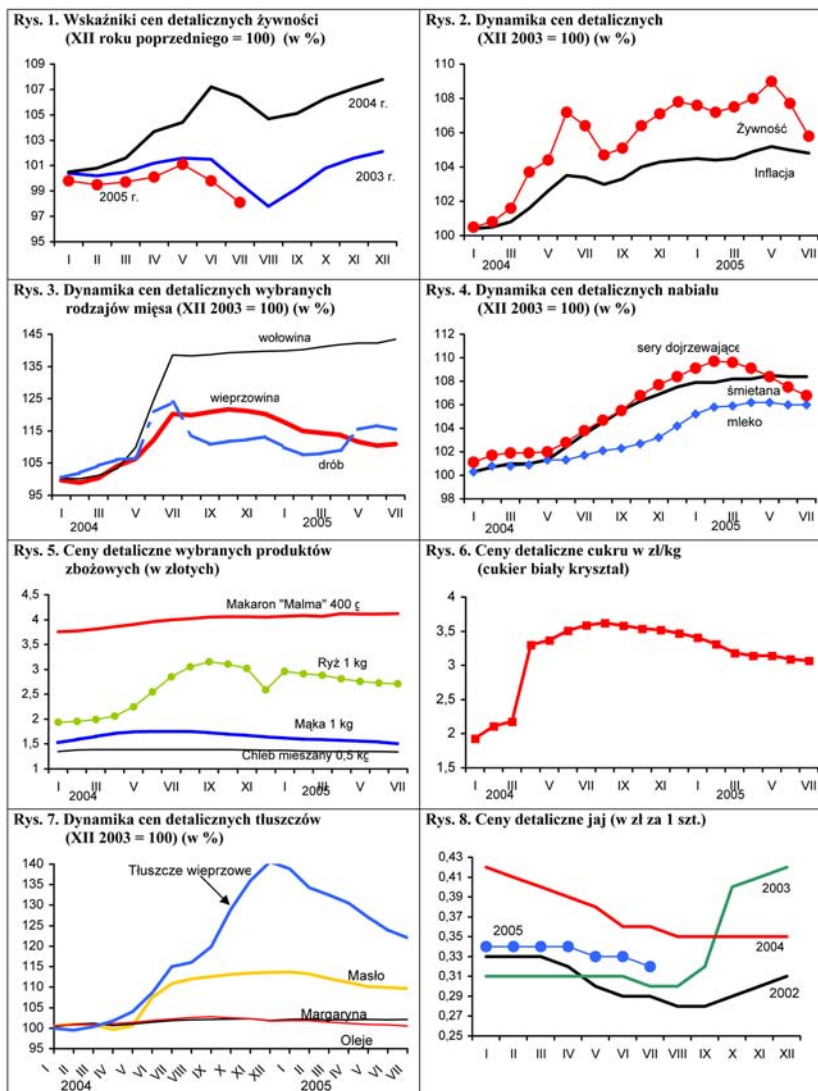 Rys. 1. Wskaźniki cen detalicznych żywności
(XII roku poprzedniego = 100) (w %)
109
107
105
103
101
99
97
95
2004 r.
2003 r.
2005 r.
I II III IV V VI VII VIII IX X XI XII
Rys. 2. Dynamika cen detalicznych
(XII 2003 = 100) (w %)
110
108
106
104
102
100
Żywność
Inflacja
I III V VII IX XI I III V VII
2004 2005
Rys. 3. Dynamika cen detalicznych wybranych
rodzajów mięsa (XII 2003 = 100) (w %)
145
135
125
115
105
95
wołowina
wieprzowina
drób
I III V VII IX XI I III V VII
2004 2005
Rys. 4. Dynamika cen detalicznych nabiału
(XII 2003 = 100) (w %)
112
110
108
106
104
102
100
98
sery dojrzewające
śmietana
mleko
I III V VII IX XI I III V VII
2004 2005
Rys. 5. Ceny detaliczne wybranych produktów
zbożowych (w złotych)
4,5
4
3,5
3
2,5
2
1,5
1
Makaron "Malma" 400 g
Ryż 1 kg
Mąka 1 kg
Chleb mieszany 0,5 kg
I III V VII IX XI I III V VII
2004 2005
Rys. 6. Ceny detaliczne cukru w zł/kg
(cukier biały kryształ)
4
3,5
3
2,5
2
1,5
I III V VII IX XI I III V VII
2004 2005
Rys. 7. Dynamika cen detalicznych tłuszczów
(XII 2003 = 100) (w %)
140
135
130
125
120
115
110
105
100
95
Tłuszcze wieprzowe
Masło
Margaryna
Oleje
I II III IV V VI VII VIII IX X XI XII I II III IV V VI VII
2004 2005
Rys. 8. Ceny detaliczne jaj (w zł za 1 szt.)
0,43
0,41
0,39
0,37
0,35
0,33
0,31
0,29
0,27
0,25
2003
2005
2004
2002
I II III IV V VI VII VIII IX X XI XII